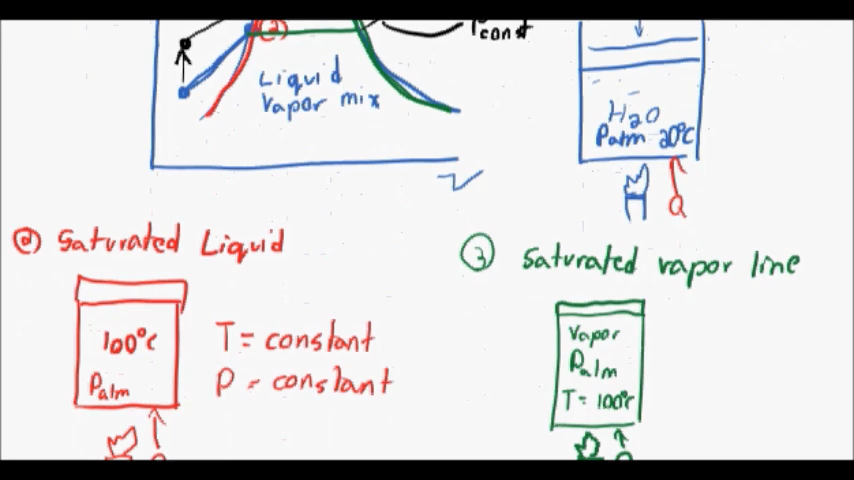 (2)
Pconst
Liquid
vapor mix
H2O
Patm 20°C
v
Q
② Saturated Liquid
③ saturated vapor line
100°C
Patm
T = constant
P = constant
Vapor
Patm
T = 100°C